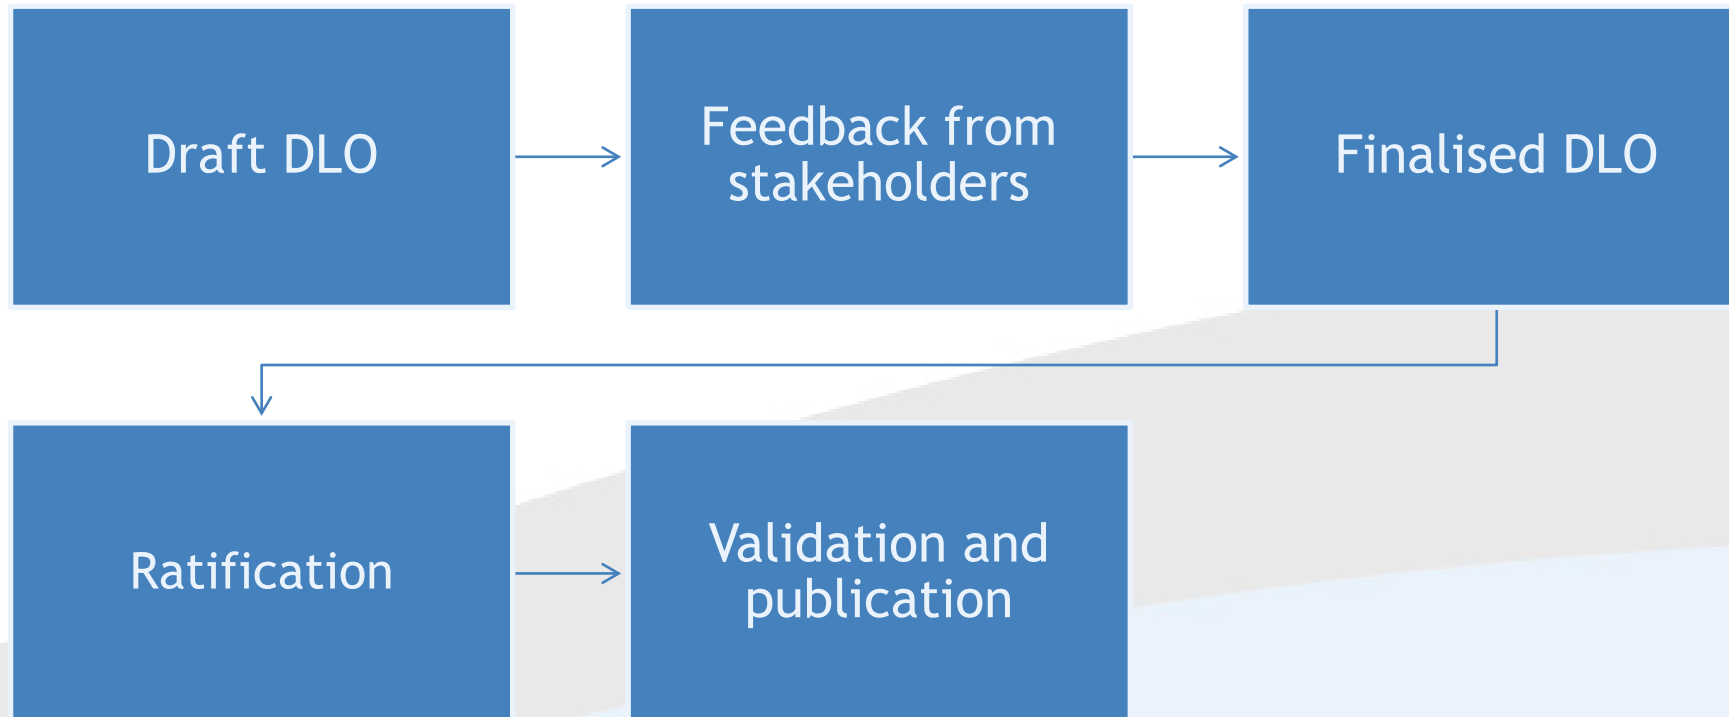 Draft DLO
Feedback from
stakeholders
Finalised DLO
Ratification
Validation and
publication